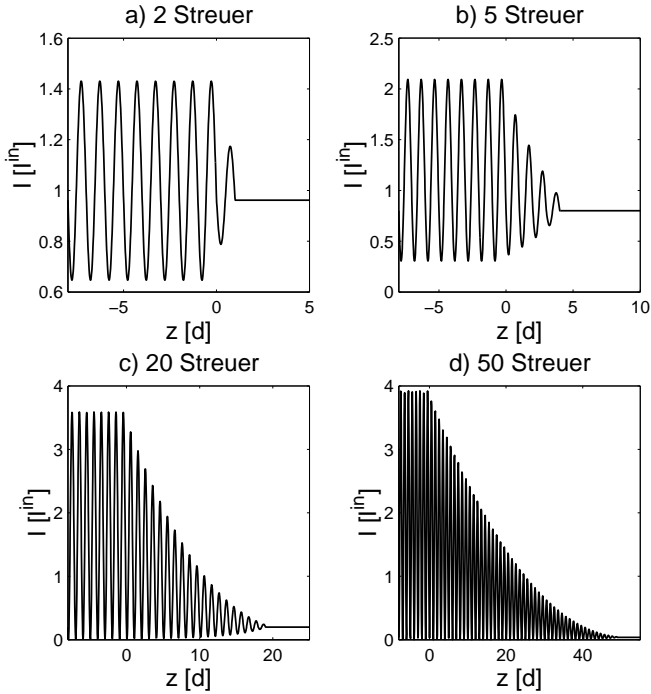 a) 2 Streuer
1.6
1.4
1.2
1
0.8
0.6
I [I^in]
−5
0
5
z [d]
b) 5 Streuer
2.5
2
1.5
1
0.5
0
I [I^in]
−5
0
5
10
z [d]
c) 20 Streuer
4
3
2
1
0
I [I^in]
0
10
20
z [d]
d) 50 Streuer
4
3
2
1
0
I [I^in]
0
20
40
z [d]